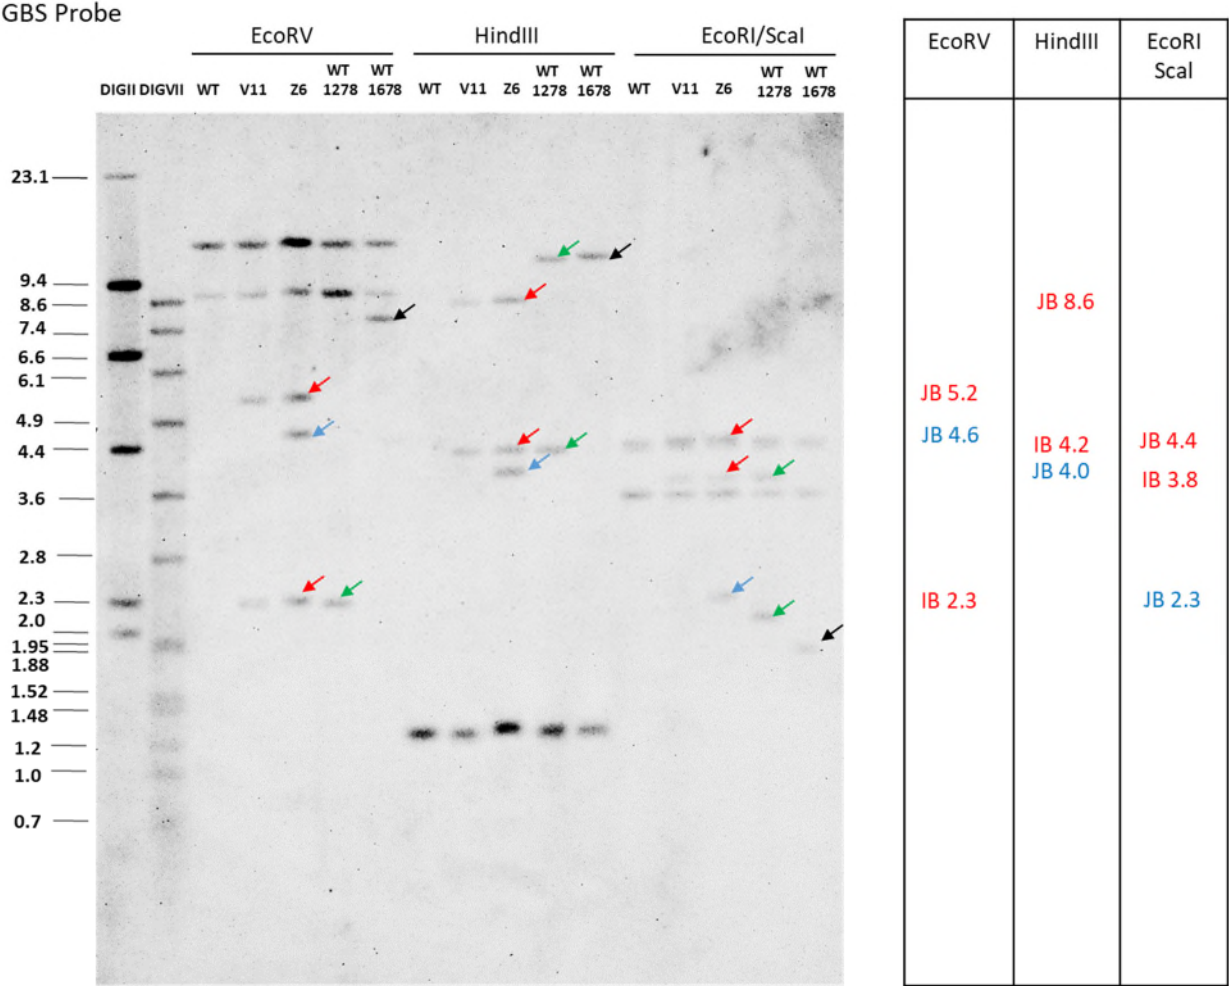 GBS Probe
EcoRV HindIII EcoRI/ScaI
DIGII DIGVII WT V11 Z6 WT 1278 WT 1678 WT V11 Z6 WT 1278 WT 1678 WT V11 Z6 WT 1278 WT 1678
23.1
9.4
8.6
7.4
6.6
6.1
4.9
4.4
3.6
2.8
2.3
2.0
1.95
1.88
1.52
1.48
1.2
1.0
0.7
EcoRV HindIII EcoRI
ScaI
JB 8.6
JB 5.2
JB 4.6 IB 4.2 JB 4.4
JB 4.0 IB 3.8
IB 2.3 JB 2.3